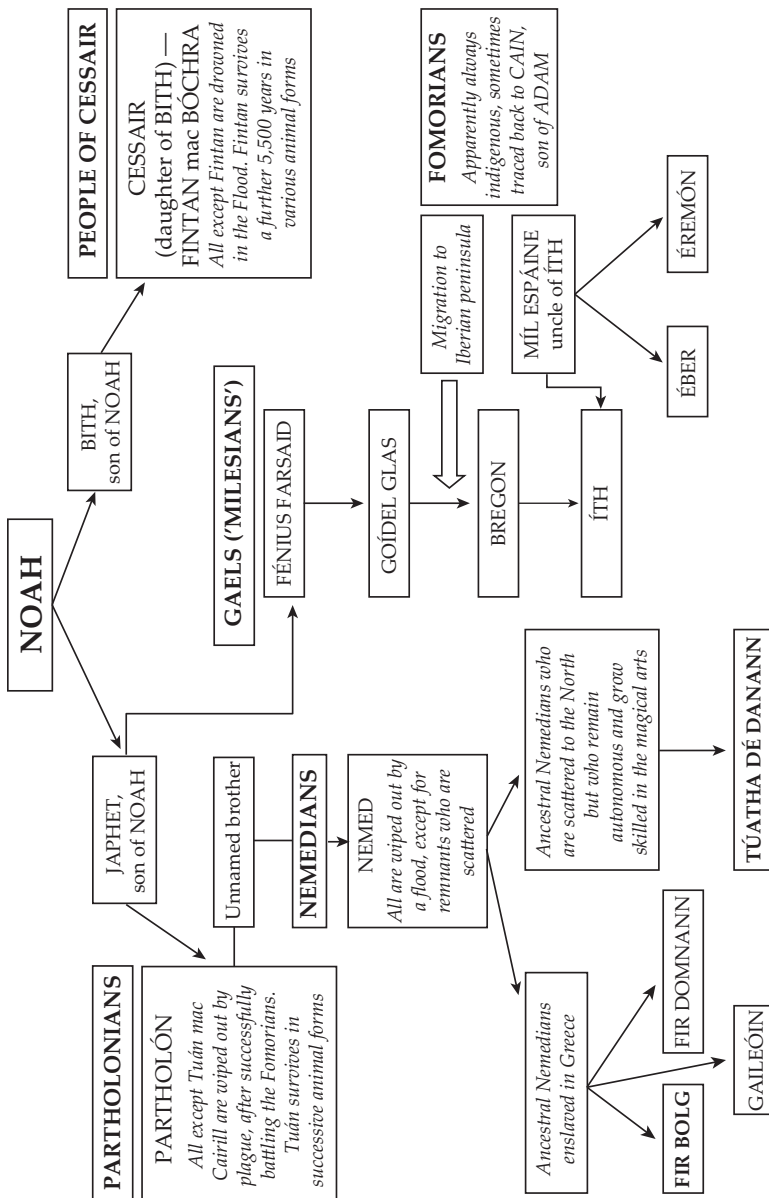 NOAH
JAPHET,
son of NOAH
BITH,
son of NOAH
PEOPLE OF CESSAIR
CESSAIR
(daughter of BITH) —
FINTAN mac BÓCHRA
All except Fintan are drowned
in the Flood. Fintan survives
a further 5,500 years in
various animal forms
PARTHOLONIANS
PARTHOLÓN
All except Tuán mac
Cairill are wiped out by
plague, after successfully
battling the Fomorians.
Tuán survives in
successive animal forms
Unnamed brother
NEMEDIANS
NEMED
All are wiped out by
a flood, except for
remnants who are
scattered
Ancestral Nemedians
enslaved in Greece
FIR BOLG
FIR DOMNANN
GAILEÓIN
Ancestral Nemedians who
are scattered to the North
but who remain
autonomous and grow
skilled in the magical arts
TÚATHA DÉ DANANN
GAELS ('MILESIANS')
FÉNIUS FARSAID
GOÍDEL GLAS
Migration to
Iberian peninsula
BREGON
MÍL ESPÁINE
uncle of ÍTH
ÍTH
ÉBER
ÉREMÓN
FOMORIANS
Apparently always
indigenous, sometimes
traced back to CAIN,
son of ADAM